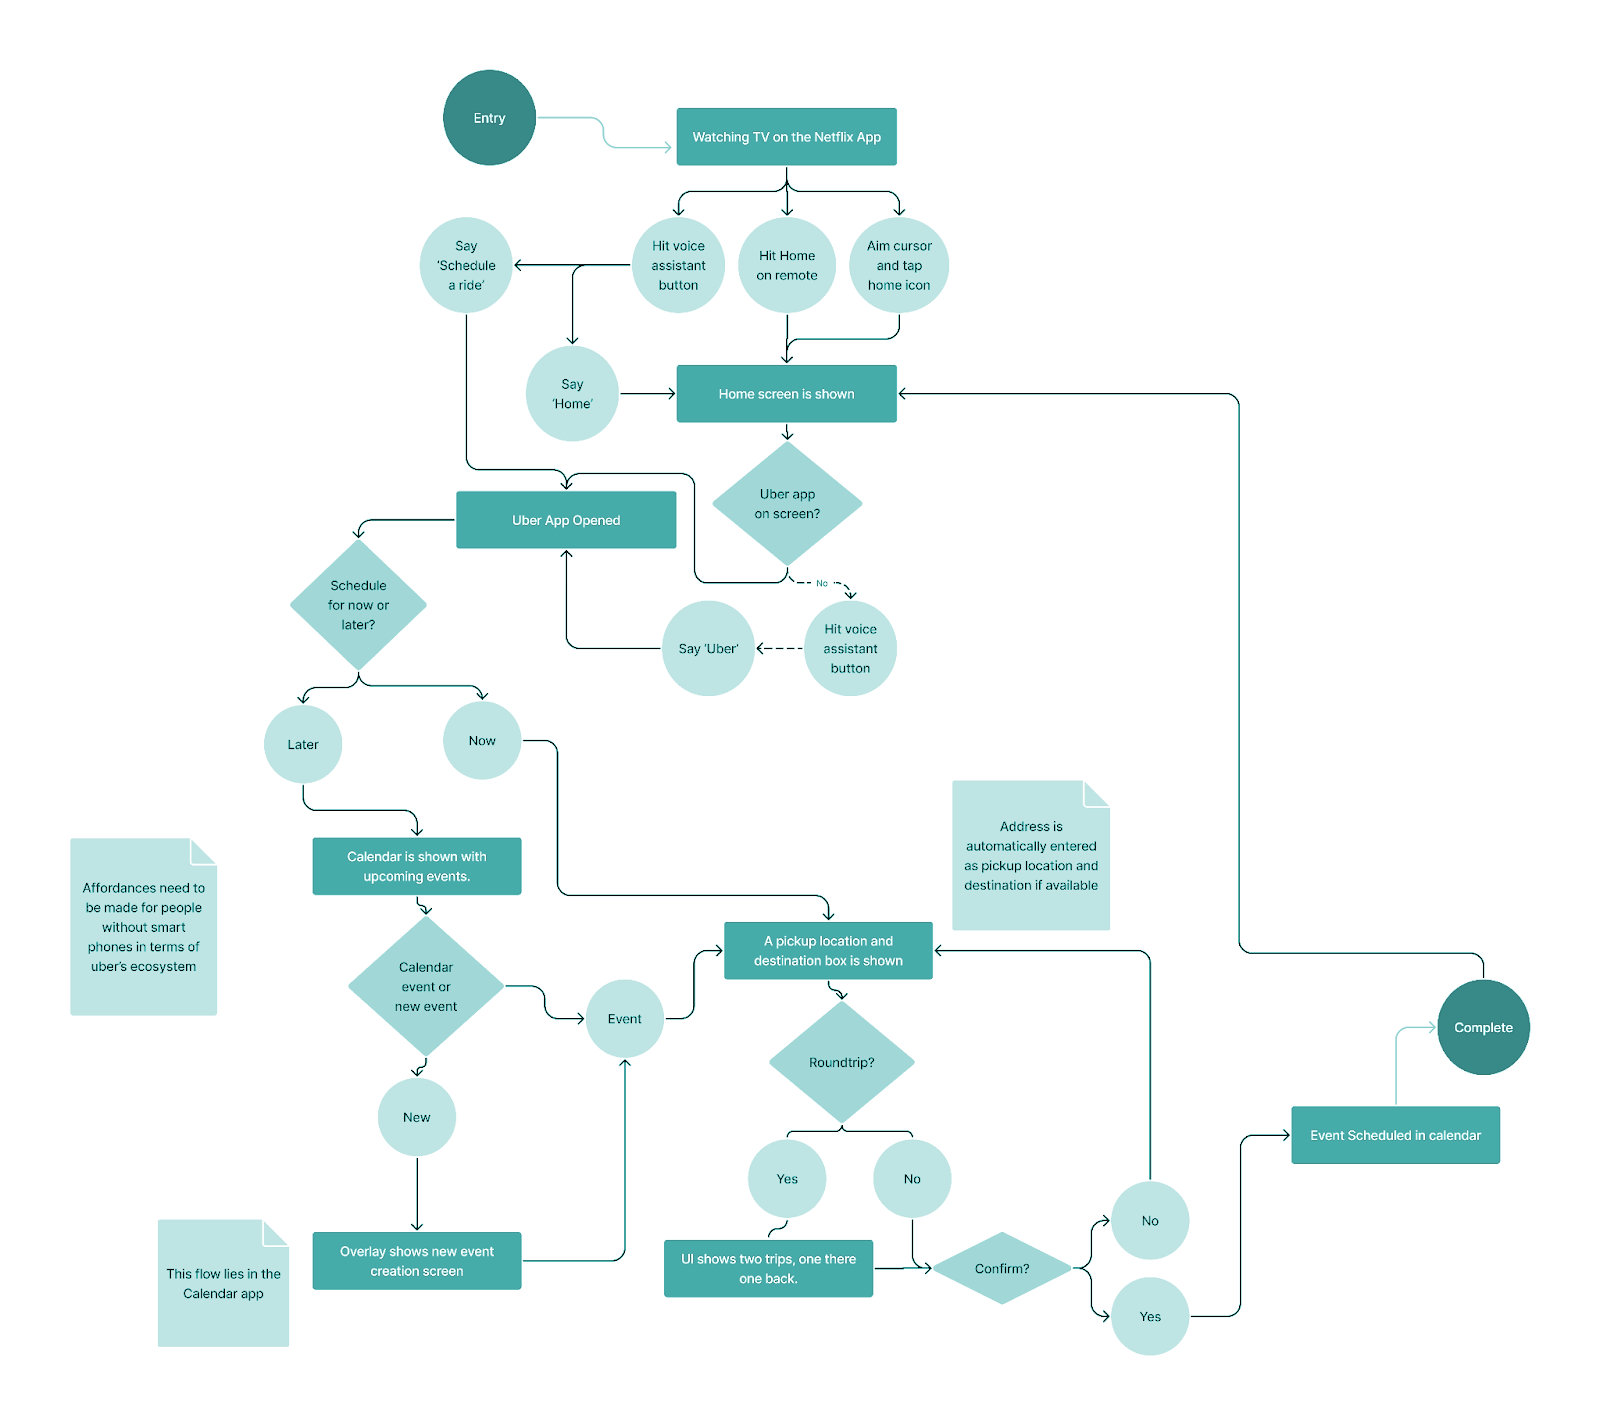 Entry
Watching TV on the Netflix App
Say
‘Schedule
a ride’
Hit voice
assistant
button
Hit Home
on remote
Aim cursor
and tap
home icon
Say
‘Home’
Home screen is shown
Uber app
on screen?
Uber App Opened
Schedule
for now or
later?
No
Say ‘Uber’
Hit voice
assistant
button
Later
Now
Calendar is shown with
upcoming events.
Address is
automatically entered
as pickup location and
destination if available
Affordances need to
be made for people
without smart
phones in terms of
uber’s ecosystem
A pickup location and
destination box is shown
Calendar
event or
new event
Event
Complete
Roundtrip?
New
Event Scheduled in calendar
Yes
No
No
Overlay shows new event
creation screen
UI shows two trips, one there
one back.
Confirm?
This flow lies in the
Calendar app
Yes